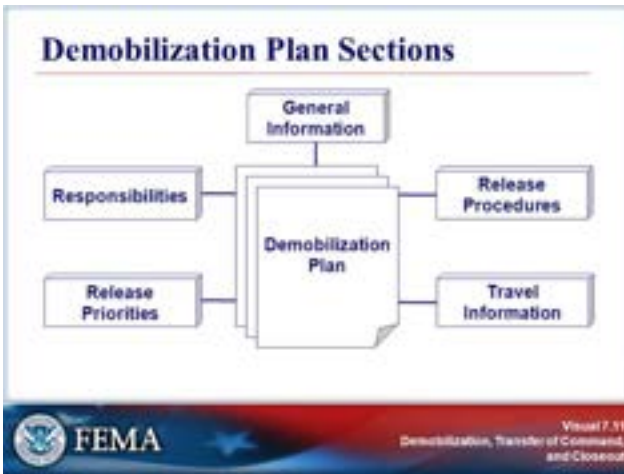 Demobilization Plan Sections
General
Information
Responsibilities
Release
Procedures
Demobilization
Plan
Release
Priorities
Travel
Information
FEMA
Visual 7.11
Demobilization, Transfer of Command,
and Closeout